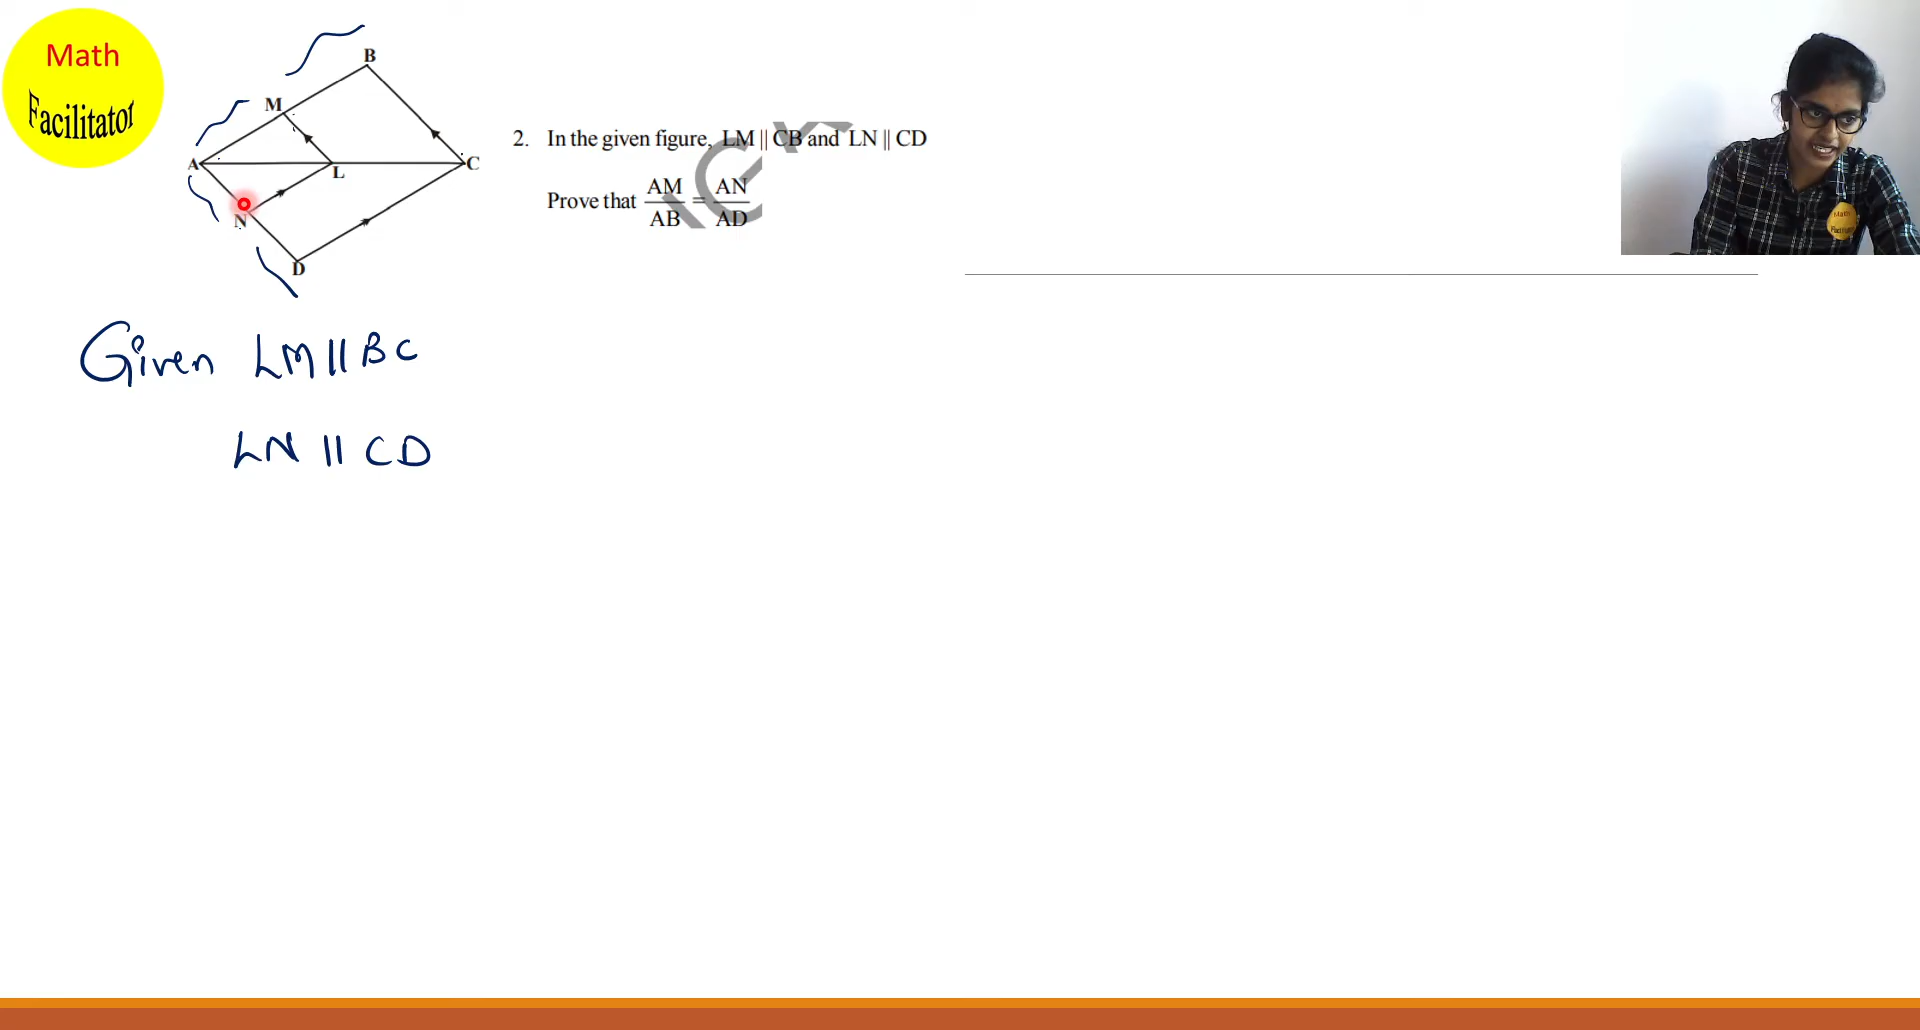 Math
Facilitator
B
M
A
L
C
N
D
2. In the given figure, LM || CB and LN || CD
Prove that AM/AB = AN/AD
Math
Given LM || BC
LN || CD